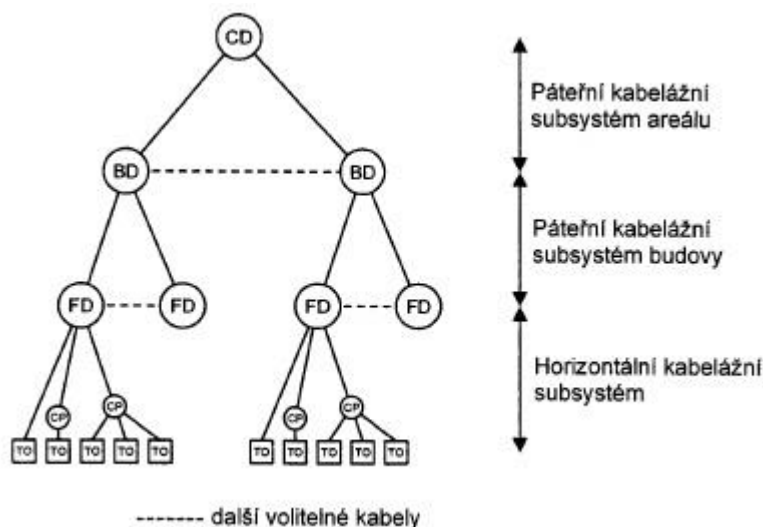 CD
Páteřní kabelážní
subsystém areálu
BD BD
Páteřní kabelážní
subsystém budovy
FD FD FD FD
Horizontální kabelážní
subsystém
CP CP CP CP
TO TO TO TO TO TO TO TO TO TO
další volitelné kabely